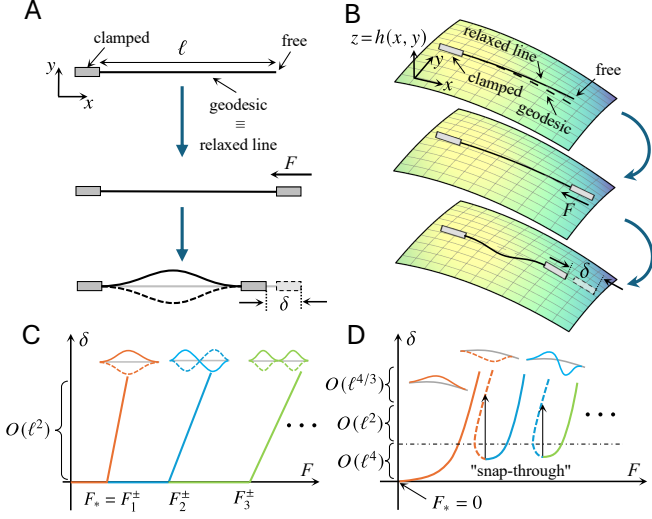 A
clamped
ℓ
free
y
x
geodesic
≡
relaxed line
F
δ
B
z = h(x, y)
relaxed line
y
free
clamped
x
geodesic
F
δ
C
δ
O(ℓ²)
F
F* = F₁±
F₂±
F₃±
D
δ
O(ℓ^{4/3})
O(ℓ²)
O(ℓ⁴)
"snap-through"
F
F* = 0